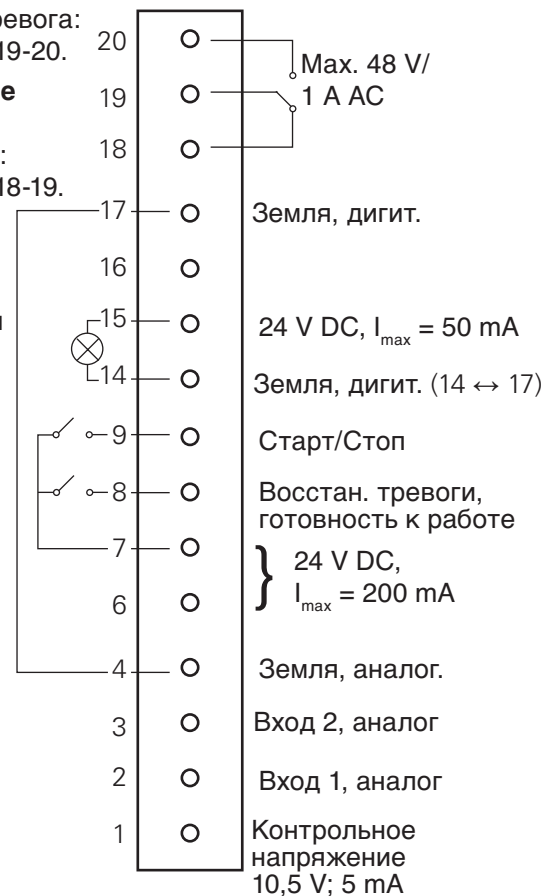 ревога:
19-20.
е
:
18-19.
и
20
19
18
17
16
15
14
9
8
7
6
4
3
2
1
Max. 48 V/
1 A AC
Земля, дигит.
24 V DC, Imax = 50 mA
Земля, дигит. (14 ↔ 17)
Старт/Стоп
Восстан. тревоги,
готовность к работе
24 V DC,
Imax = 200 mA
Земля, аналог.
Вход 2, аналог
Вход 1, аналог
Контрольное
напряжение
10,5 V; 5 mA